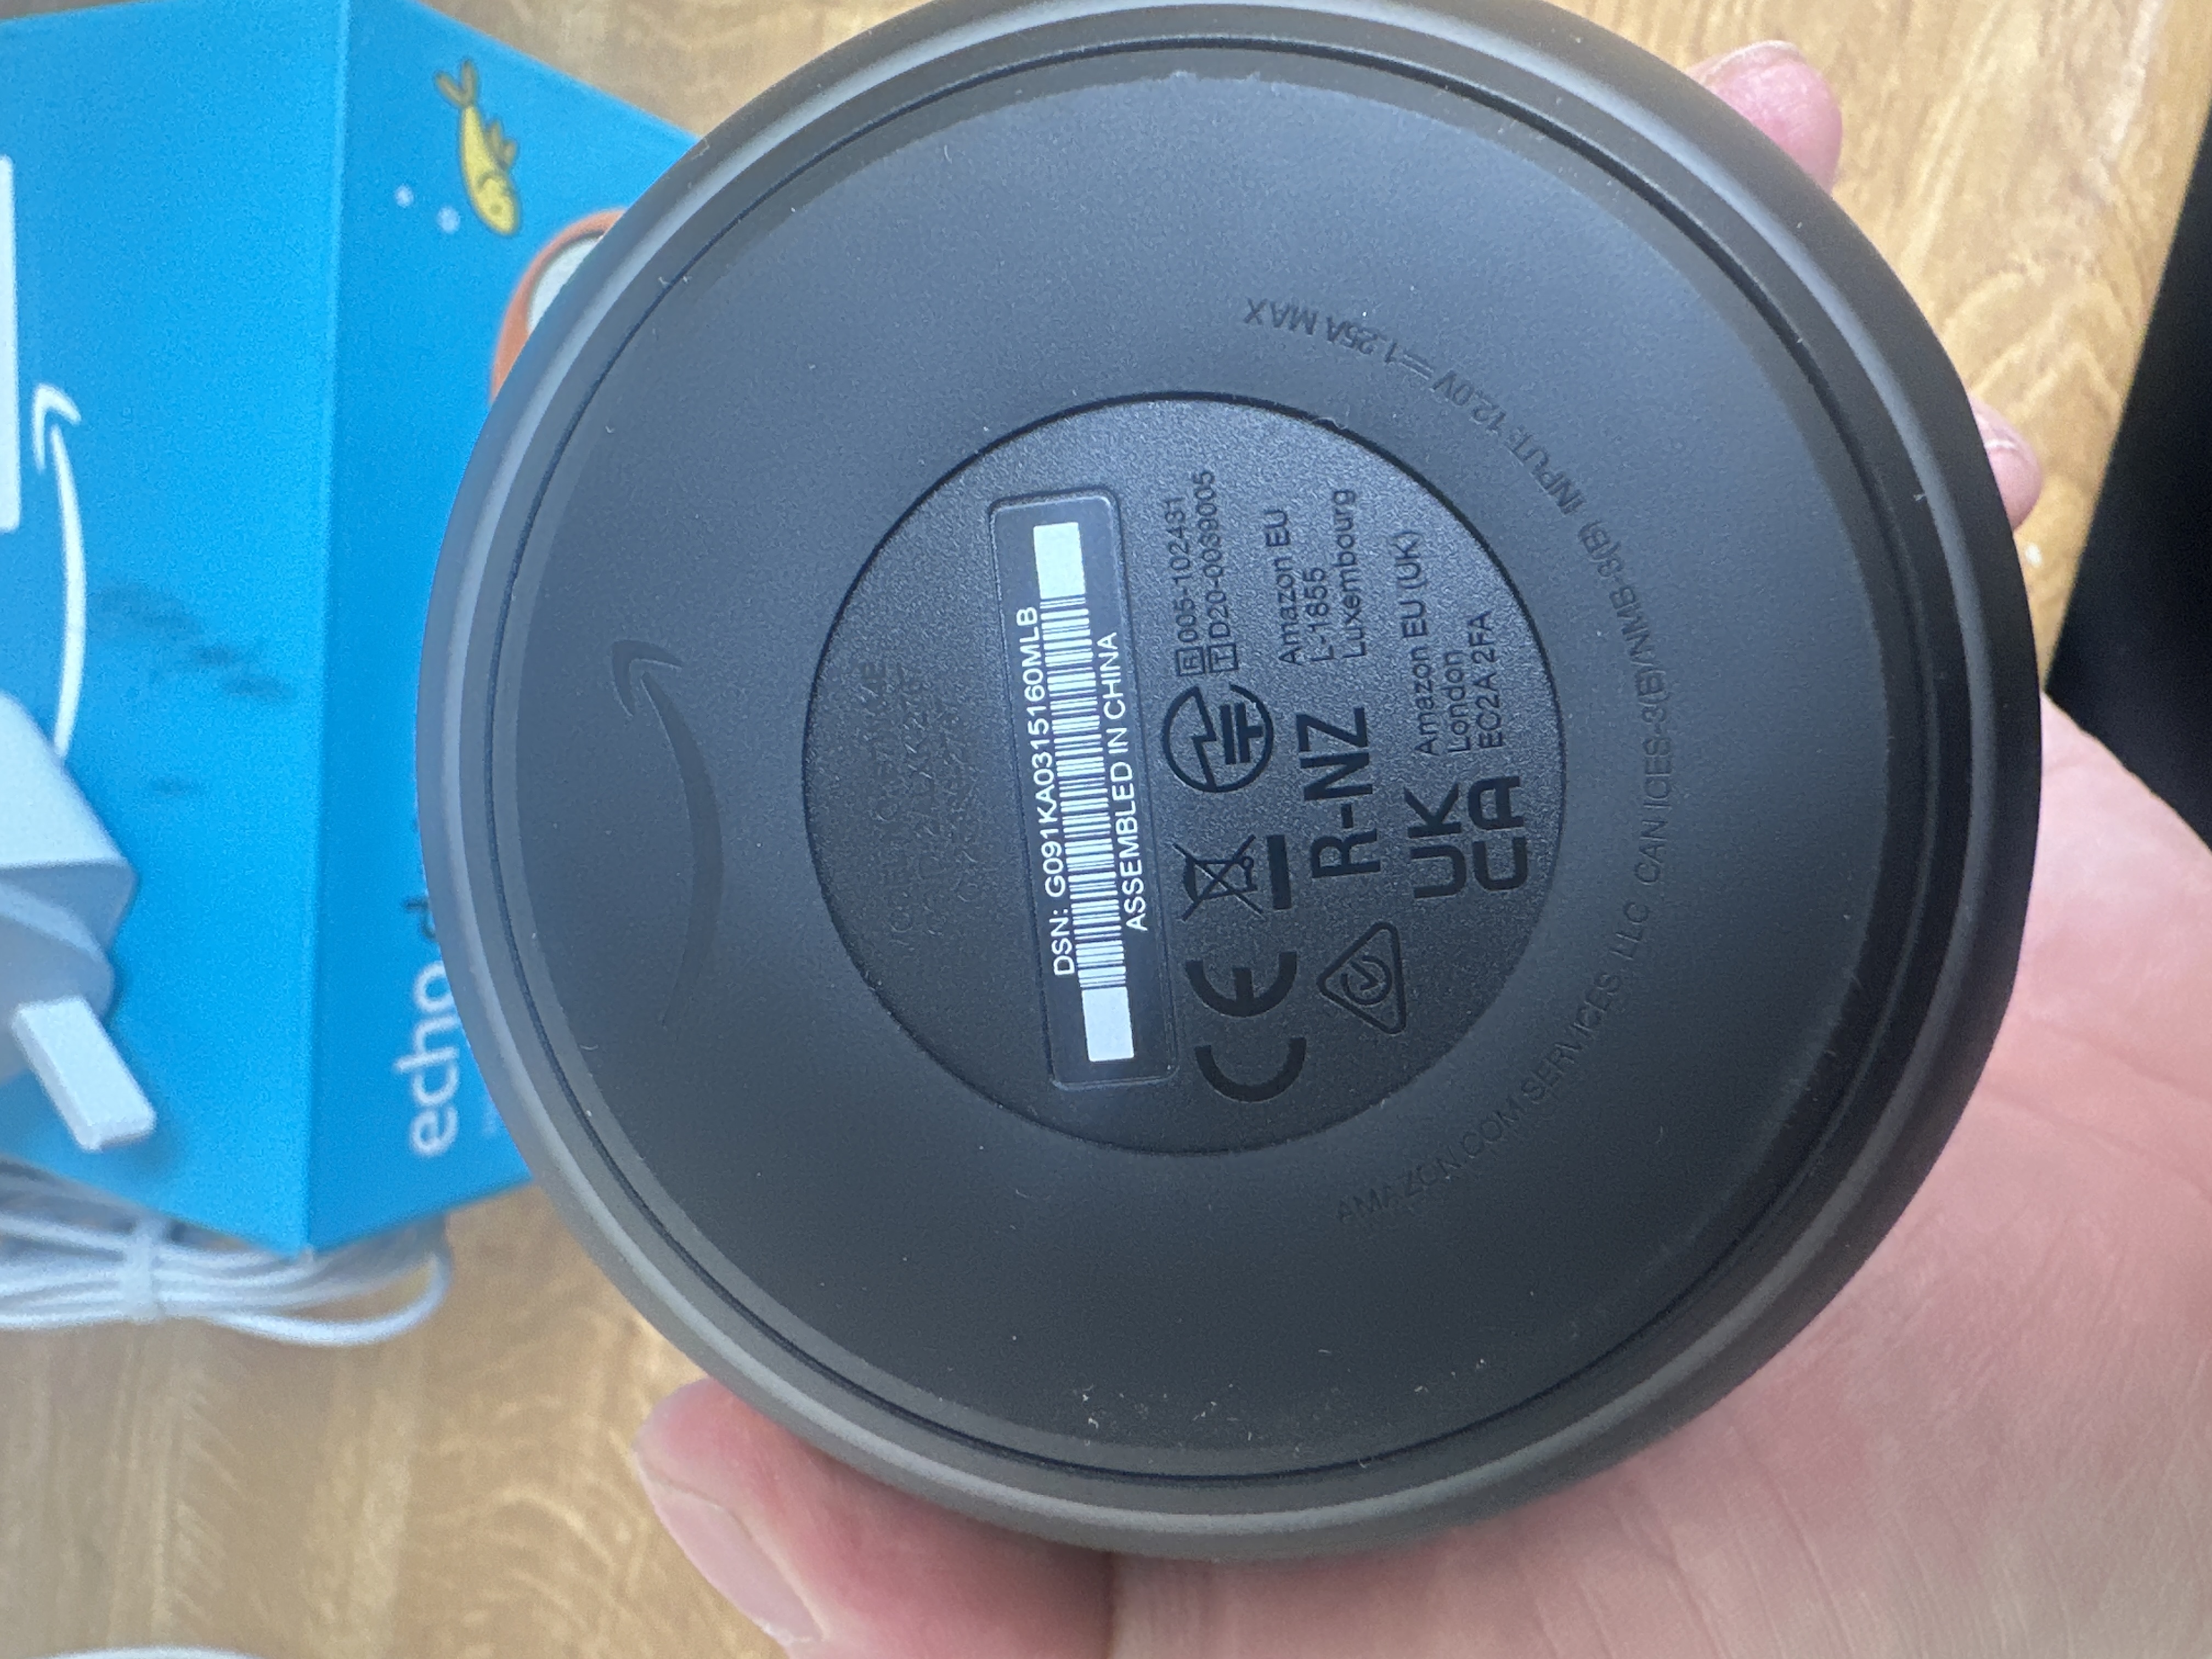 DSN: G091KA0315160MLB
ASSEMBLED IN CHINA
R 005-102431
T D20-0039005
CE
R-NZ
Amazon EU
L-1855
Luxembourg
UK
CA
Amazon EU (UK)
London
EC2A 2FA
AMAZON.COM SERVICES, LLC CAN ICES-3(B)/NMB-3(B) INPUT: 12.0V ⎓ 1.25A MAX
echo